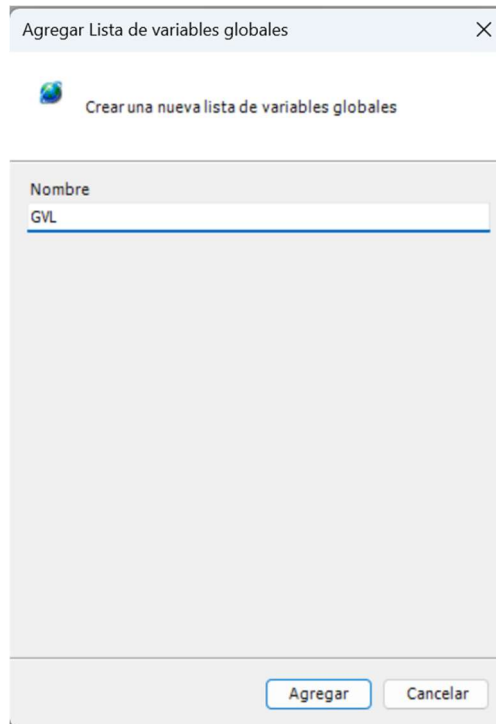 Agregar Lista de variables globales
Crear una nueva lista de variables globales
Nombre
GVL
Agregar
Cancelar